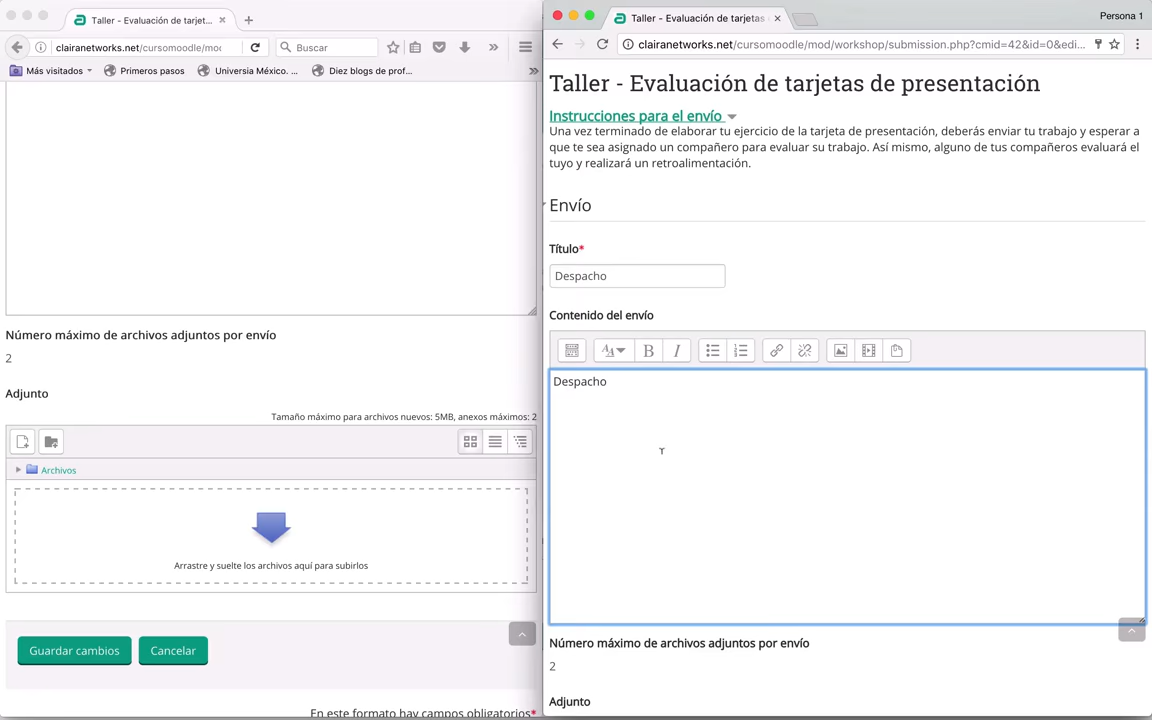 Taller - Evaluación de tarjet...
clairanetworks.net/cursomoodle/moc
Buscar
Más visitados
Primeros pasos
Universia México. ...
Diez blogs de prof...
Número máximo de archivos adjuntos por envío
2
Adjunto
Tamaño máximo para archivos nuevos: 5MB, anexos máximos: 2
Archivos
Arrastre y suelte los archivos aquí para subirlos
Guardar cambios
Cancelar
En este formato hay campos obligatorios*
Taller - Evaluación de tarjetas
Persona 1
clairanetworks.net/cursomoodle/mod/workshop/submission.php?cmid=42&id=0&edi...
Taller - Evaluación de tarjetas de presentación
Instrucciones para el envío
Una vez terminado de elaborar tu ejercicio de la tarjeta de presentación, deberás enviar tu trabajo y esperar a
que te sea asignado un compañero para evaluar su trabajo. Así mismo, alguno de tus compañeros evaluará el
tuyo y realizará un retroalimentación.
Envío
Título*
Despacho
Contenido del envío
Despacho
Número máximo de archivos adjuntos por envío
2
Adjunto